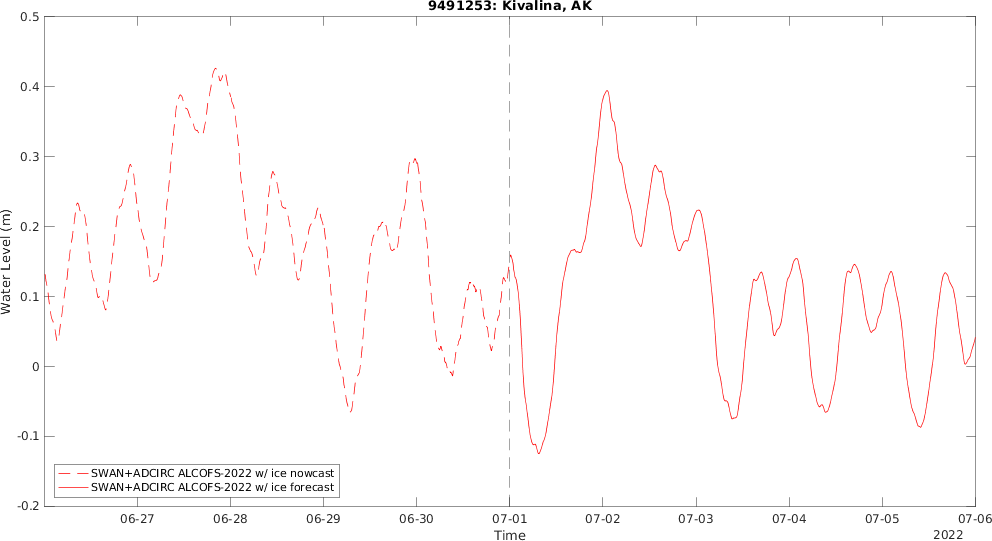 9491253: Kivalina, AK
0.5
0.4
0.3
0.2
0.1
0
-0.1
-0.2
Water Level (m)
SWAN+ADCIRC ALCOFS-2022 w/ ice nowcast
SWAN+ADCIRC ALCOFS-2022 w/ ice forecast
06-27 06-28 06-29 06-30 07-01 07-02 07-03 07-04 07-05 07-06
Time
2022